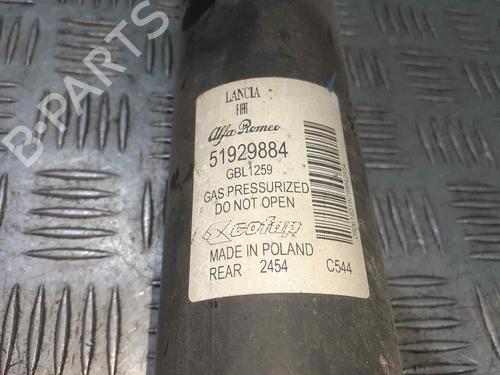 B-PARTS
LANCIA
FIAT
Alfa Romeo
51929884
GBL1259
GAS PRESSURIZED
DO NOT OPEN
cofap
MADE IN POLAND
REAR 2454 C544